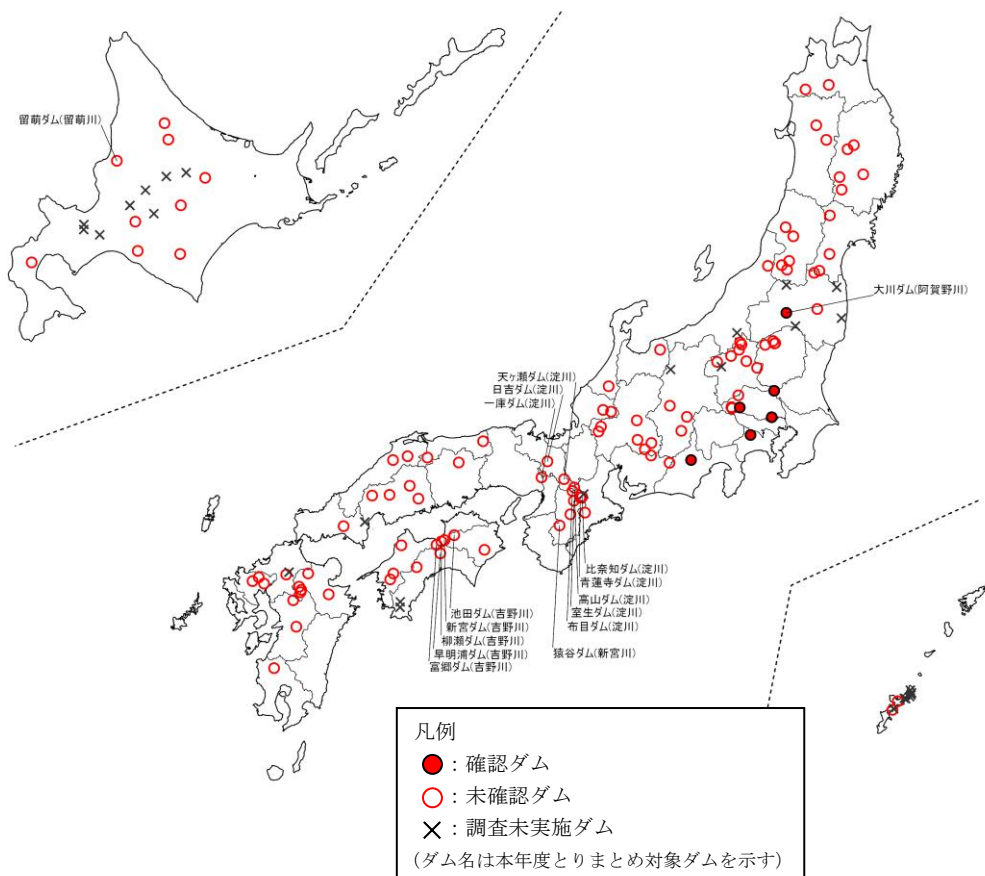 留萌ダム(留萌川)
大川ダム(阿賀野川)
天ヶ瀬ダム(淀川)
日吉ダム(淀川)
一庫ダム(淀川)
比奈知ダム(淀川)
青蓮寺ダム(淀川)
高山ダム(淀川)
室生ダム(淀川)
布目ダム(淀川)
猿谷ダム(新宮川)
池田ダム(吉野川)
新宮ダム(吉野川)
柳瀬ダム(吉野川)
早明浦ダム(吉野川)
富郷ダム(吉野川)
凡例
:確認ダム
:未確認ダム
:調査未実施ダム
(ダム名は本年度とりまとめ対象ダムを示す)